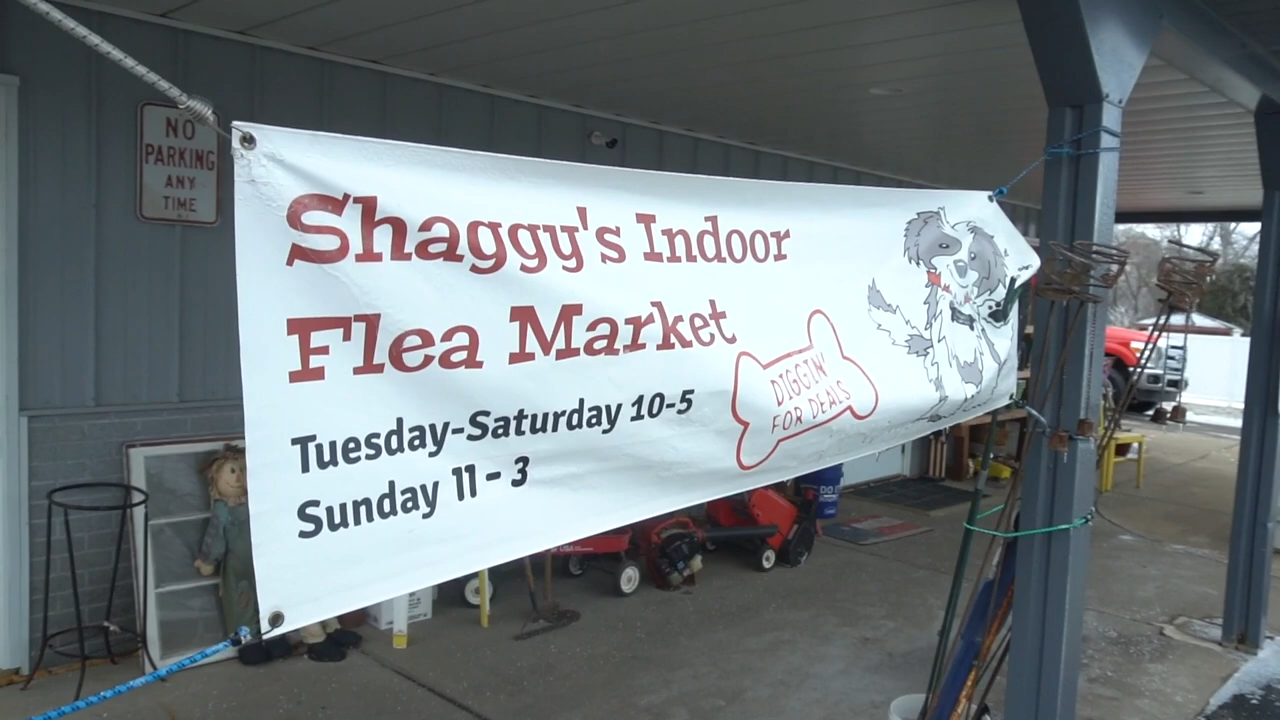 NO
PARKING
ANY
TIME
Shaggy's Indoor
Flea Market
Tuesday-Saturday 10-5
Sunday 11 - 3
DIGGIN'
FOR DEALS